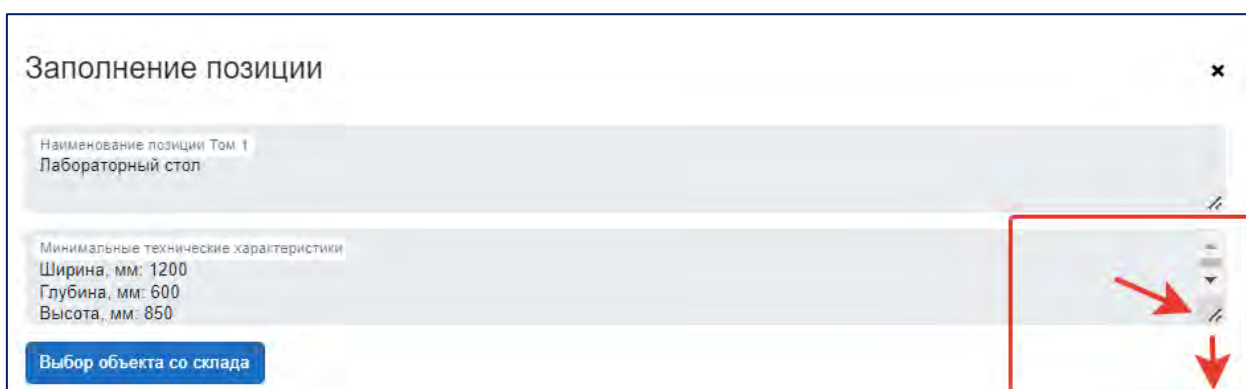 Заполнение позиции
Наименование позиции Том 1
Лабораторный стол
Минимальные технические характеристики
Ширина, мм: 1200
Глубина, мм: 600
Высота, мм: 850
Выбор объекта со склада